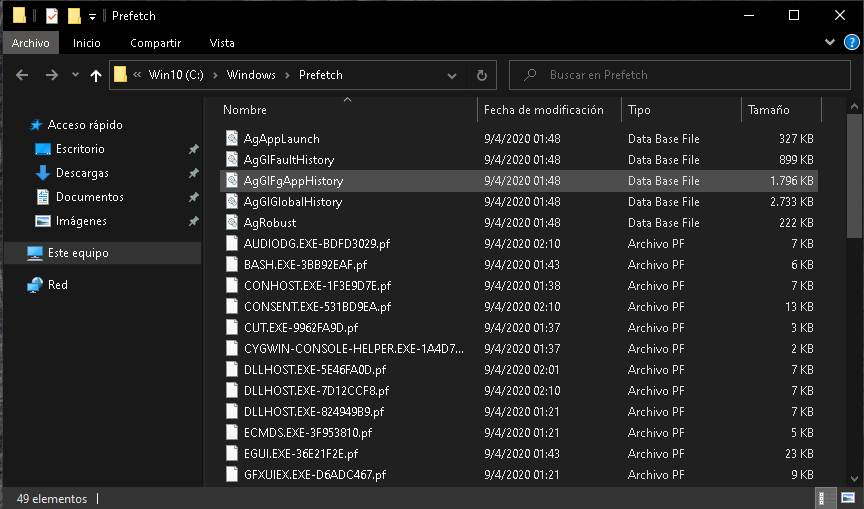 Prefetch
Archivo Inicio Compartir Vista
« Win10 (C:) › Windows › Prefetch Buscar en Prefetch
Nombre Fecha de modificación Tipo Tamaño
Acceso rápido
Escritorio
Descargas
Documentos
Imágenes
Este equipo
Red
AgAppLaunch 9/4/2020 01:48 Data Base File 327 KB
AgGlFaultHistory 9/4/2020 01:48 Data Base File 899 KB
AgGlFgAppHistory 9/4/2020 01:48 Data Base File 1.796 KB
AgGlGlobalHistory 9/4/2020 01:48 Data Base File 2.733 KB
AgRobust 9/4/2020 01:48 Data Base File 222 KB
AUDIODG.EXE-BDFD3029.pf 9/4/2020 02:10 Archivo PF 7 KB
BASH.EXE-3BB92EAF.pf 9/4/2020 01:43 Archivo PF 6 KB
CONHOST.EXE-1F3E9D7E.pf 9/4/2020 01:38 Archivo PF 7 KB
CONSENT.EXE-531BD9EA.pf 9/4/2020 02:10 Archivo PF 13 KB
CUT.EXE-9962FA9D.pf 9/4/2020 01:37 Archivo PF 3 KB
CYGWIN-CONSOLE-HELPER.EXE-1A4D7... 9/4/2020 01:37 Archivo PF 2 KB
DLLHOST.EXE-5E46FA0D.pf 9/4/2020 02:01 Archivo PF 7 KB
DLLHOST.EXE-7D12CCF8.pf 9/4/2020 02:10 Archivo PF 7 KB
DLLHOST.EXE-824949B9.pf 9/4/2020 01:21 Archivo PF 7 KB
ECMDS.EXE-3F953810.pf 9/4/2020 01:21 Archivo PF 5 KB
EGUI.EXE-36E21F2E.pf 9/4/2020 01:43 Archivo PF 23 KB
GFXUIEX.EXE-D6ADC467.pf 9/4/2020 01:21 Archivo PF 9 KB
49 elementos